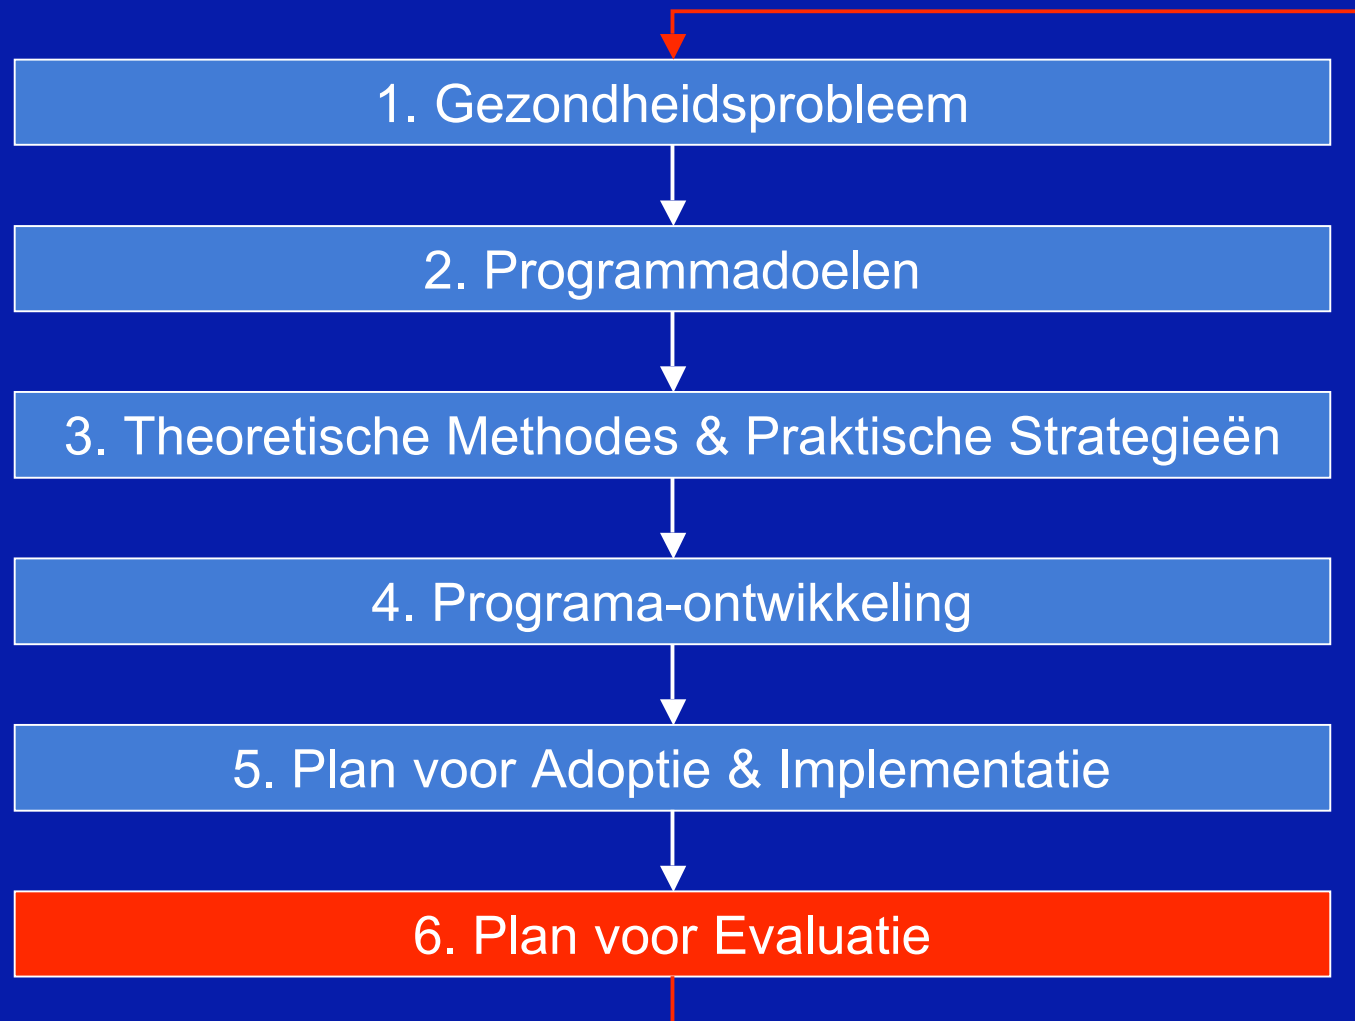 1. Gezondheidsprobleem
2. Programmadoelen
3. Theoretische Methodes & Praktische Strategieën
4. Programa-ontwikkeling
5. Plan voor Adoptie & Implementatie
6. Plan voor Evaluatie